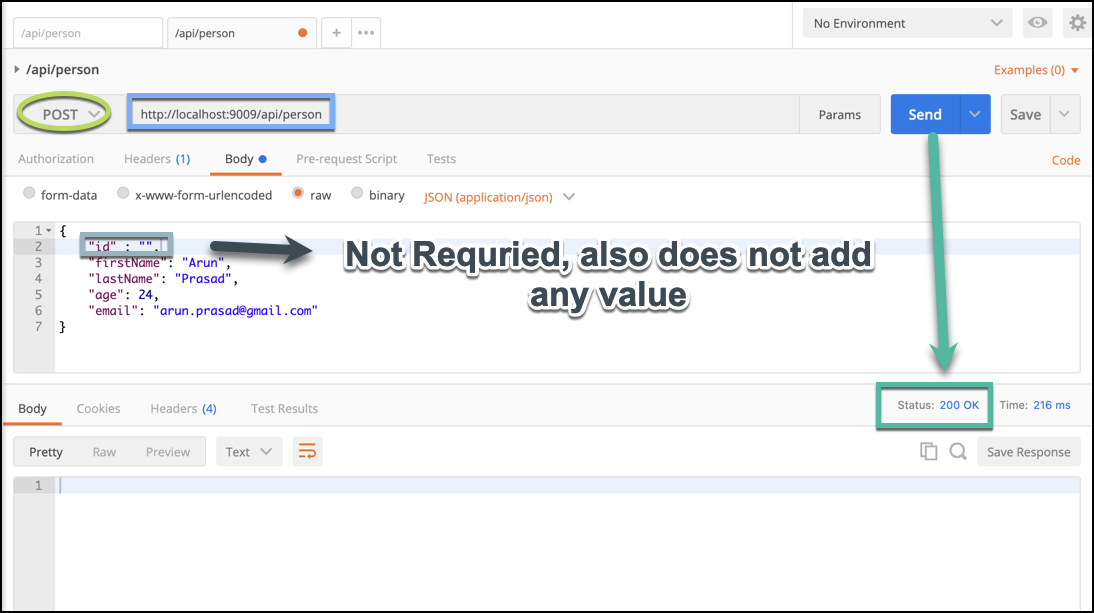 /api/person /api/person + ••• No Environment
/api/person Examples (0)
POST http://localhost:9009/api/person Params Send Save
Authorization Headers (1) Body Pre-request Script Tests Code
form-data x-www-form-urlencoded raw binary JSON (application/json)
1 {
2 "id" : "",
3 "firstName": "Arun",
4 "lastName": "Prasad",
5 "age": 24,
6 "email": "arun.prasad@gmail.com"
7 }
Not Requried, also does not add
any value
Body Cookies Headers (4) Test Results Status: 200 OK Time: 216 ms
Pretty Raw Preview Text Save Response
1